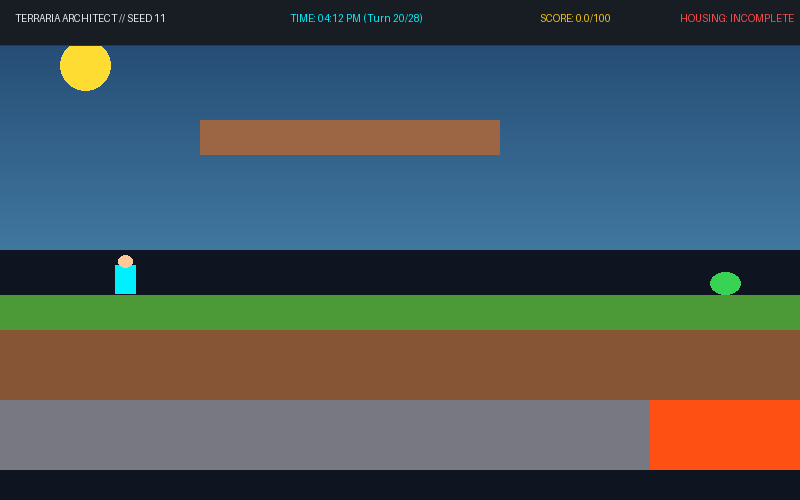 TERRARIA ARCHITECT // SEED 11
TIME: 04:12 PM (Turn 20/28)
SCORE: 0.0/100
HOUSING: INCOMPLETE